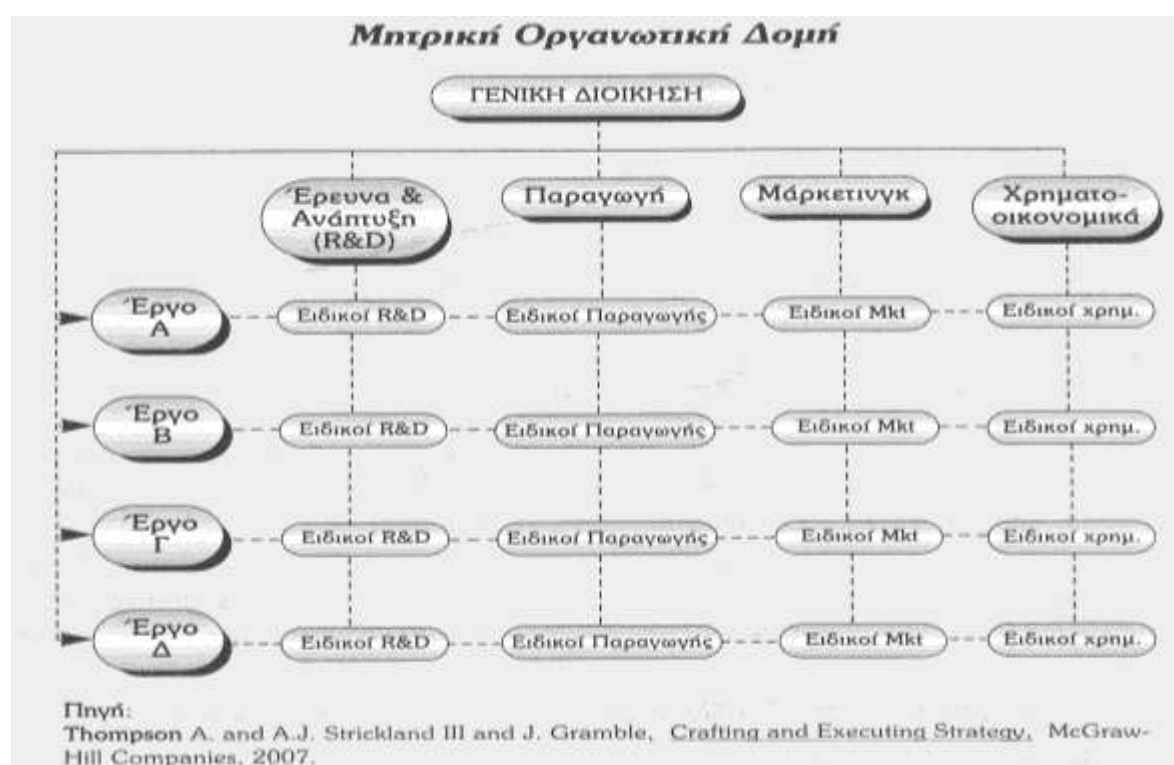 Μητρική Οργανωτική Δομή
ΓΕΝΙΚΗ ΔΙΟΙΚΗΣΗ
Έρευνα &
Ανάπτυξη
(R&D)
Παραγωγή
Μάρκετινγκ
Χρηματο-
οικονομικά
Έργο
Α
Ειδικοί R&D
Ειδικοί Παραγωγής
Ειδικοί Mkt
Ειδικοί χρημ.
Έργο
Β
Ειδικοί R&D
Ειδικοί Παραγωγής
Ειδικοί Mkt
Ειδικοί χρημ.
Έργο
Γ
Ειδικοί R&D
Ειδικοί Παραγωγής
Ειδικοί Mkt
Ειδικοί χρημ.
Έργο
Δ
Ειδικοί R&D
Ειδικοί Παραγωγής
Ειδικοί Mkt
Ειδικοί χρημ.
Πηγή:
Thompson A. and A.J. Strickland III and J. Gramble, Crafting and Executing Strategy, McGraw-
Hill Companies, 2007.